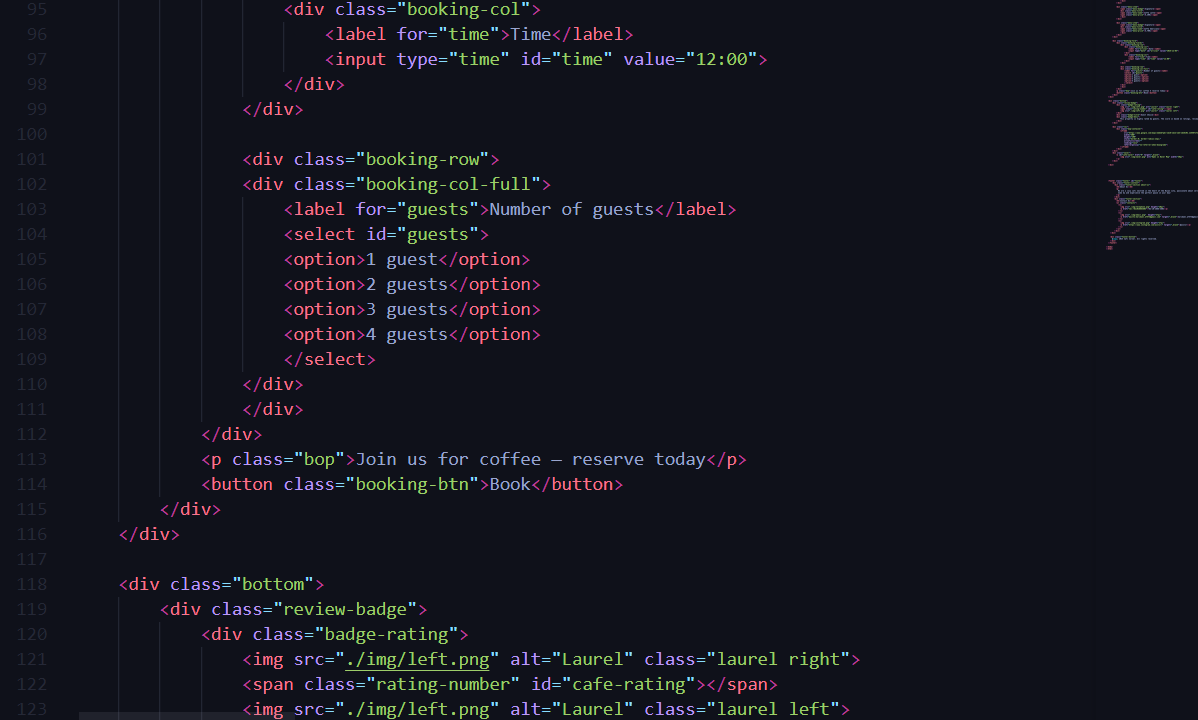 95 <div class="booking-col">
96 <label for="time">Time</label>
97 <input type="time" id="time" value="12:00">
98 </div>
99 </div>
100
101 <div class="booking-row">
102 <div class="booking-col-full">
103 <label for="guests">Number of guests</label>
104 <select id="guests">
105 <option>1 guest</option>
106 <option>2 guests</option>
107 <option>3 guests</option>
108 <option>4 guests</option>
109 </select>
110 </div>
111 </div>
112 </div>
113 <p class="bop">Join us for coffee — reserve today</p>
114 <button class="booking-btn">Book</button>
115 </div>
116 </div>
117
118 <div class="bottom">
119 <div class="review-badge">
120 <div class="badge-rating">
121 <img src="./img/left.png" alt="Laurel" class="laurel right">
122 <span class="rating-number" id="cafe-rating"></span>
123 <img src="./img/left.png" alt="Laurel" class="laurel left">